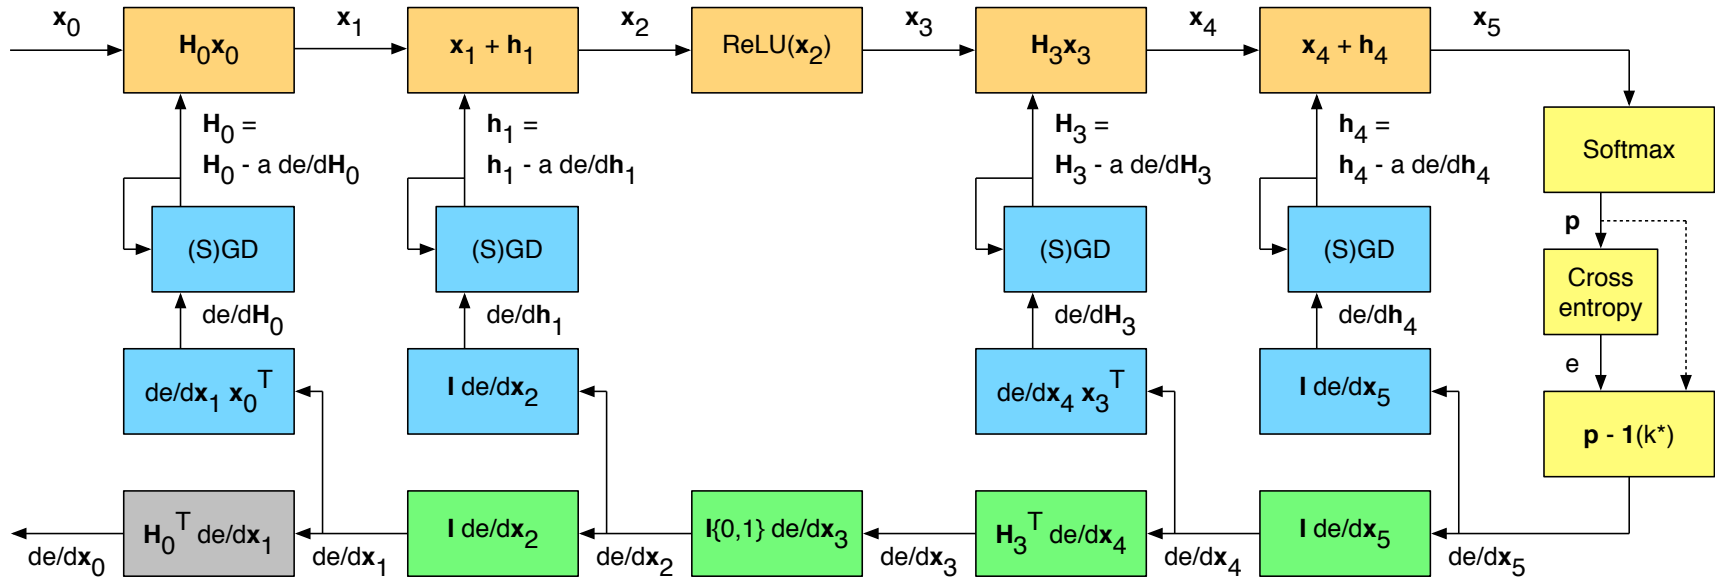 x0 x1 x2 x3 x4 x5
H0x0 x1 + h1 ReLU(x2) H3x3 x4 + h4
H0 = h1 = H3 = h4 =
H0 - a de/dH0 h1 - a de/dh1 H3 - a de/dH3 h4 - a de/dh4
Softmax
p
(S)GD (S)GD (S)GD (S)GD
Cross
entropy
de/dH0 de/dh1 de/dH3 de/dh4
e
de/dx1 x0T I de/dx2 de/dx4 x3T I de/dx5
p - 1(k*)
H0T de/dx1 I de/dx2 I{0,1} de/dx3 H3T de/dx4 I de/dx5
de/dx0 de/dx1 de/dx2 de/dx3 de/dx4 de/dx5